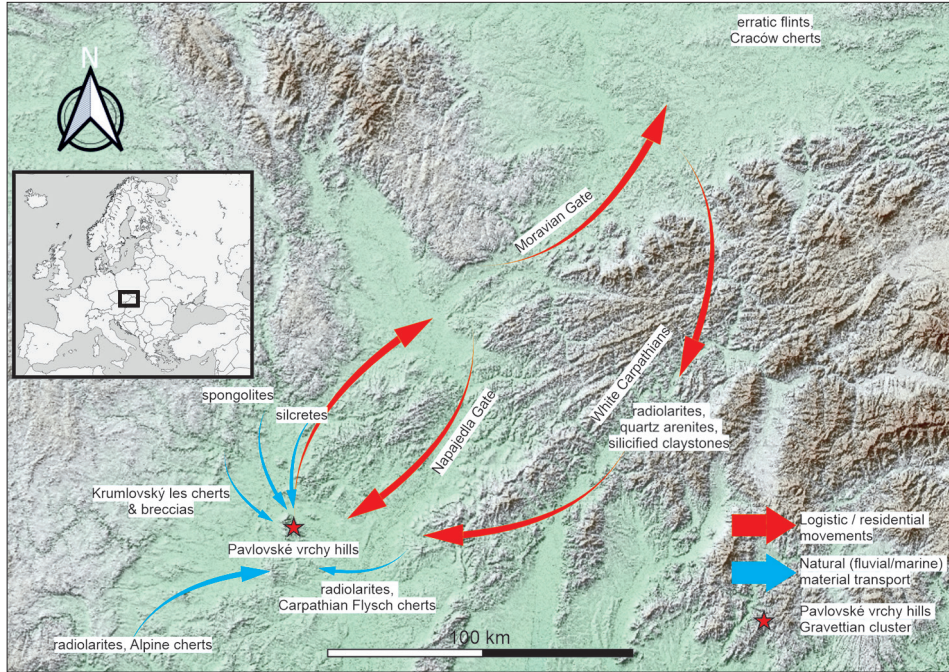 erratic flints,
Craców cherts
N
Moravian Gate
spongolites
silcretes
Napajedla Gate
White Carpathians
radiolarites,
quartz arenites,
silicified claystones
Krumlovský les cherts
& breccias
Pavlovské vrchy hills
radiolarites,
Carpathian Flysch cherts
radiolarites, Alpine cherts
100 km
Logistic / residential
movements
Natural (fluvial/marine)
material transport
Pavlovské vrchy hills
Gravettian cluster